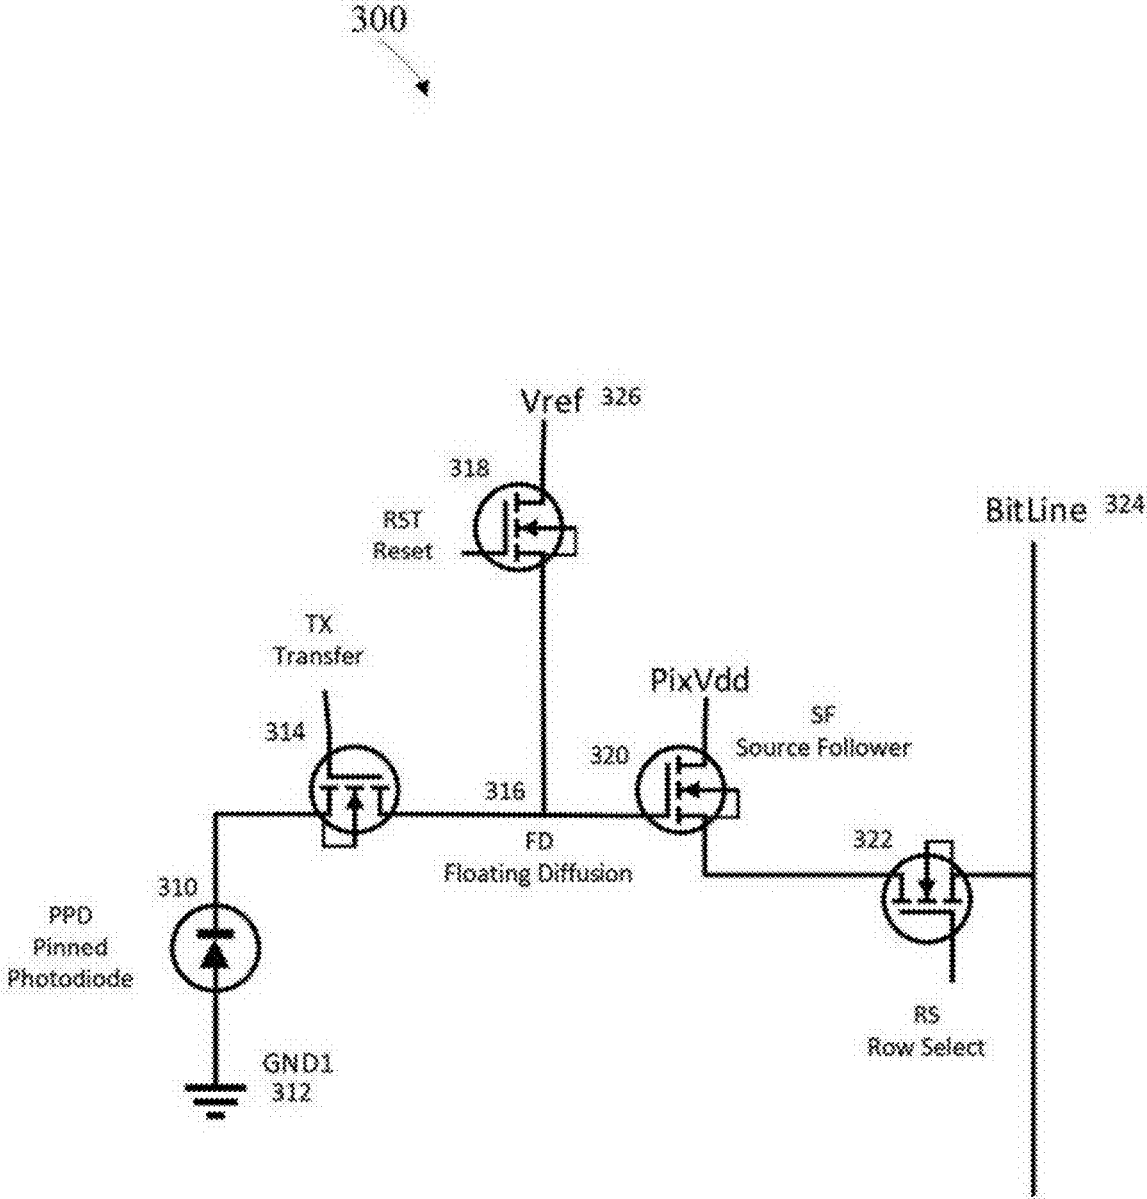 300
Vref 326
318
RST
Reset
BitLine 324
TX
Transfer
314
PixVdd
SF
Source Follower
320
316
FD
Floating Diffusion
322
310
PPD
Pinned
Photodiode
RS
Row Select
GND1
312